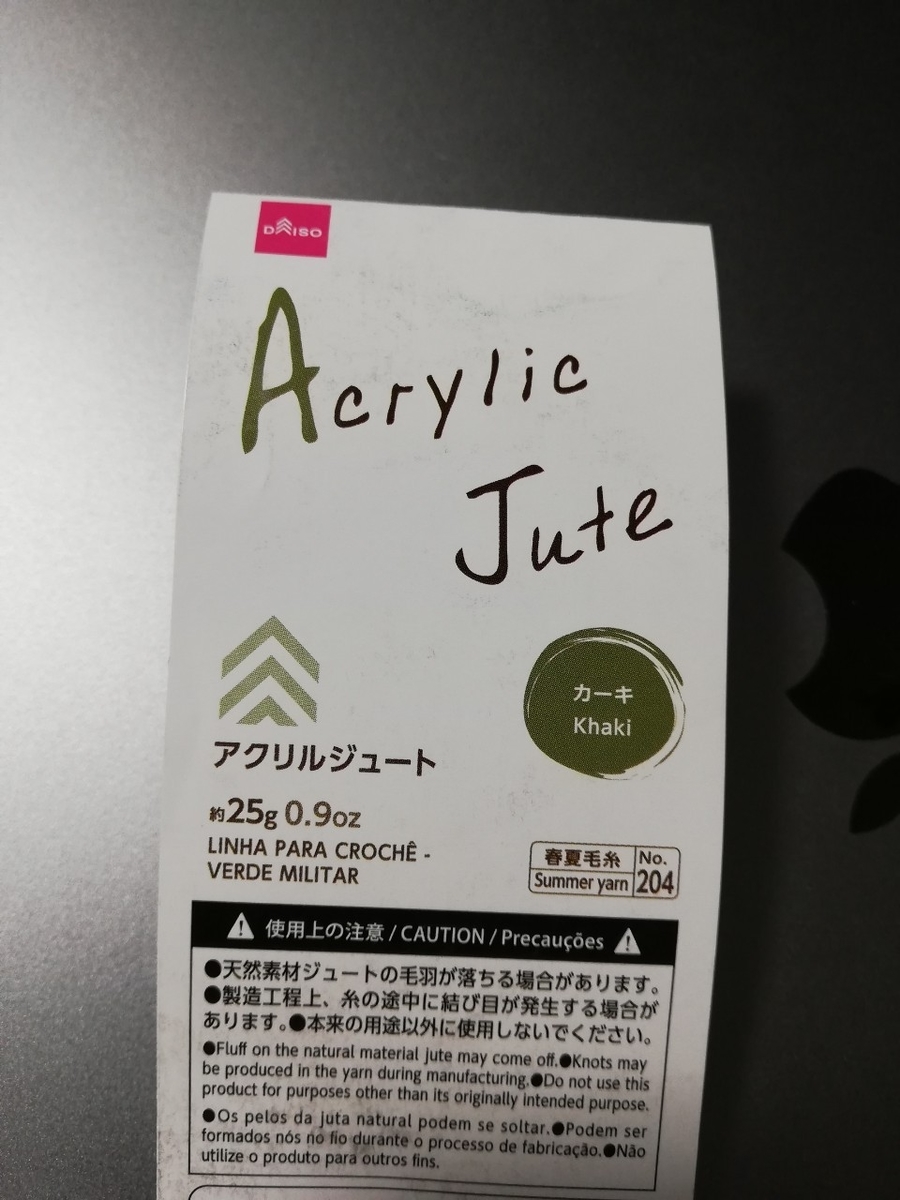 DAISO
Acrylic
Jute
カーキ
Khaki
アクリルジュート
約25g 0.9oz
LINHA PARA CROCHÊ -
VERDE MILITAR
春夏毛糸 No.
Summer yarn 204
使用上の注意 / CAUTION / Precauções
●天然素材ジュートの毛羽が落ちる場合があります。
●製造工程上、糸の途中に結び目が発生する場合が
あります。●本来の用途以外に使用しないでください。
●Fluff on the natural material jute may come off.●Knots may
be produced in the yarn during manufacturing.●Do not use this
product for purposes other than its originally intended purpose.
●Os pelos da juta natural podem se soltar.●Podem ser
formados nós no fio durante o processo de fabricação.●Não
utilize o produto para outros fins.